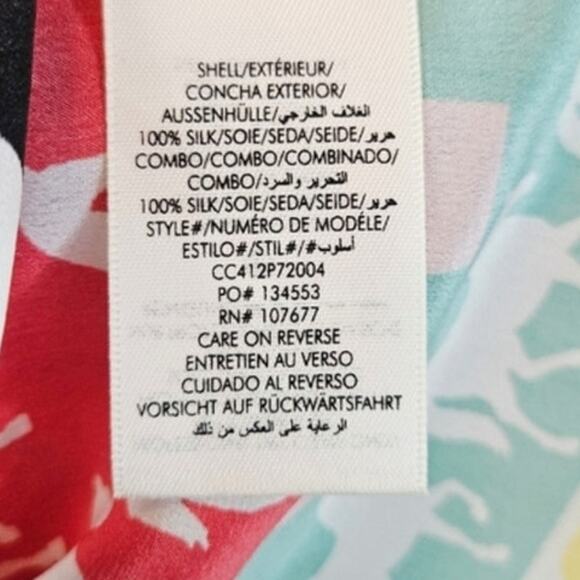 SHELL/EXTÉRIEUR/
CONCHA EXTERIOR/
AUSSENHÜLLE/الغلاف الخارجي
100% SILK/SOIE/SEDA/SEIDE/حرير
COMBO/COMBO/COMBINADO/
COMBO/التحرير والسرد
100% SILK/SOIE/SEDA/SEIDE/حرير
STYLE#/NUMÉRO DE MODÉLE/
ESTILO#/STIL#/#أسلوب
CC412P72004
PO# 134553
RN# 107677
CARE ON REVERSE
ENTRETIEN AU VERSO
CUIDADO AL REVERSO
VORSICHT AUF RÜCKWÄRTSFAHRT
الرعاية على العكس من ذلك